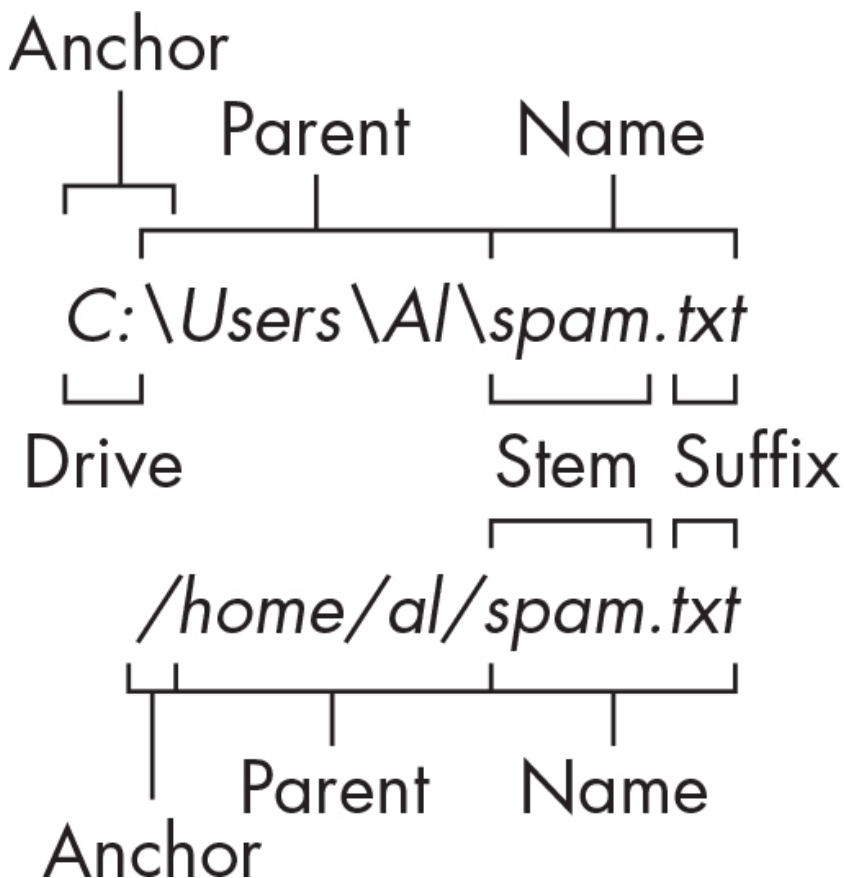 Anchor
Parent Name
C:\Users\Al\spam.txt
Drive Stem Suffix
/home/al/spam.txt
Parent Name
Anchor